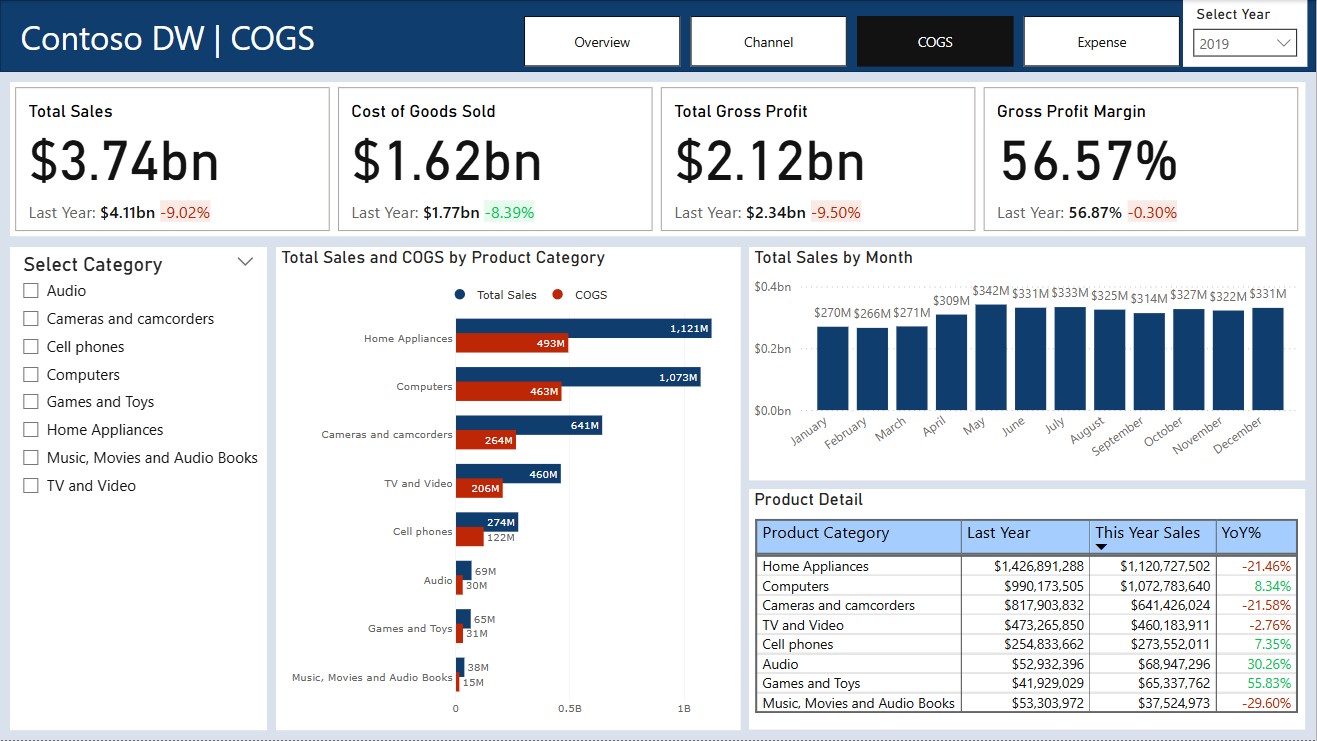 Contoso DW | COGS
Overview
Channel
COGS
Expense
Select Year
2019
Total Sales
$3.74bn
Last Year: $4.11bn -9.02%
Cost of Goods Sold
$1.62bn
Last Year: $1.77bn -8.39%
Total Gross Profit
$2.12bn
Last Year: $2.34bn -9.50%
Gross Profit Margin
56.57%
Last Year: 56.87% -0.30%
Select Category
Audio
Cameras and camcorders
Cell phones
Computers
Games and Toys
Home Appliances
Music, Movies and Audio Books
TV and Video
Total Sales and COGS by Product Category
Total Sales COGS
Home Appliances 1,121M 493M
Computers 1,073M 463M
Cameras and camcorders 641M 264M
TV and Video 460M 206M
Cell phones 274M 122M
Audio 69M 30M
Games and Toys 65M 31M
Music, Movies and Audio Books 38M 15M
0 0.5B 1B
Total Sales by Month
$0.4bn
$0.2bn
$0.0bn
$270M $266M $271M $309M $342M $331M $333M $325M $314M $327M $322M $331M
January February March April May June July August September October November December
Product Detail
Product Category Last Year This Year Sales YoY%
Home Appliances $1,426,891,288 $1,120,727,502 -21.46%
Computers $990,173,505 $1,072,783,640 8.34%
Cameras and camcorders $817,903,832 $641,426,024 -21.58%
TV and Video $473,265,850 $460,183,911 -2.76%
Cell phones $254,833,662 $273,552,011 7.35%
Audio $52,932,396 $68,947,296 30.26%
Games and Toys $41,929,029 $65,337,762 55.83%
Music, Movies and Audio Books $53,303,972 $37,524,973 -29.60%